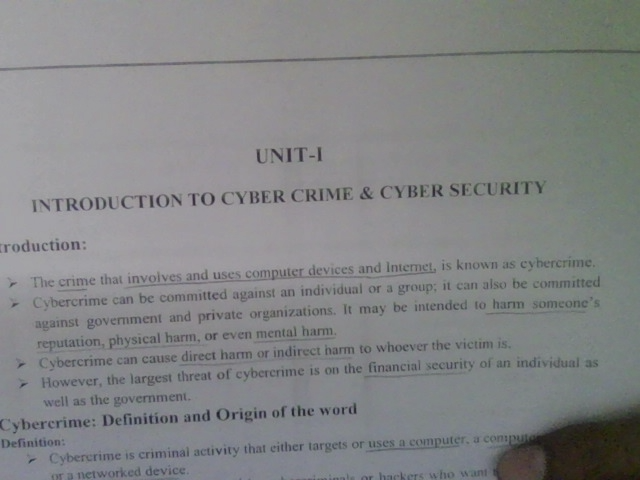 UNIT-I
INTRODUCTION TO CYBER CRIME & CYBER SECURITY
troduction:
➢ The crime that involves and uses computer devices and Internet, is known as cybercrime.
➢ Cybercrime can be committed against an individual or a group; it can also be committed
against government and private organizations. It may be intended to harm someone's
reputation, physical harm, or even mental harm.
➢ Cybercrime can cause direct harm or indirect harm to whoever the victim is.
➢ However, the largest threat of cybercrime is on the financial security of an individual as
well as the government.
Cybercrime: Definition and Origin of the word
Definition:
➢ Cybercrime is criminal activity that either targets or uses a computer, a compute
or a networked device.
or hackers who want